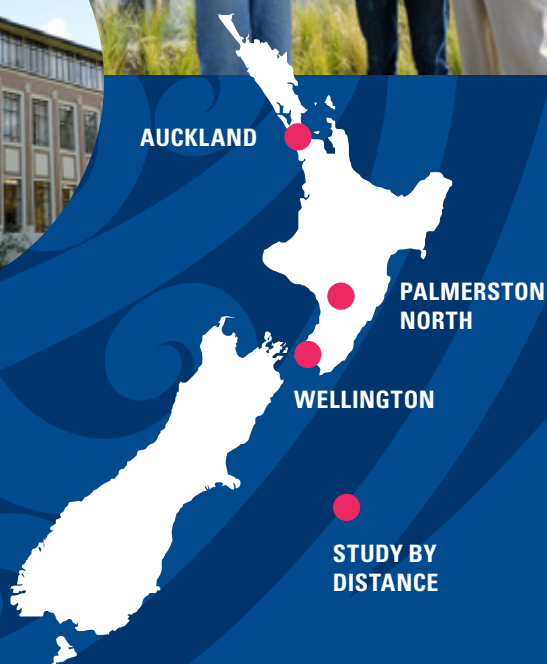 AUCKLAND
PALMERSTON
NORTH
WELLINGTON
STUDY BY
DISTANCE